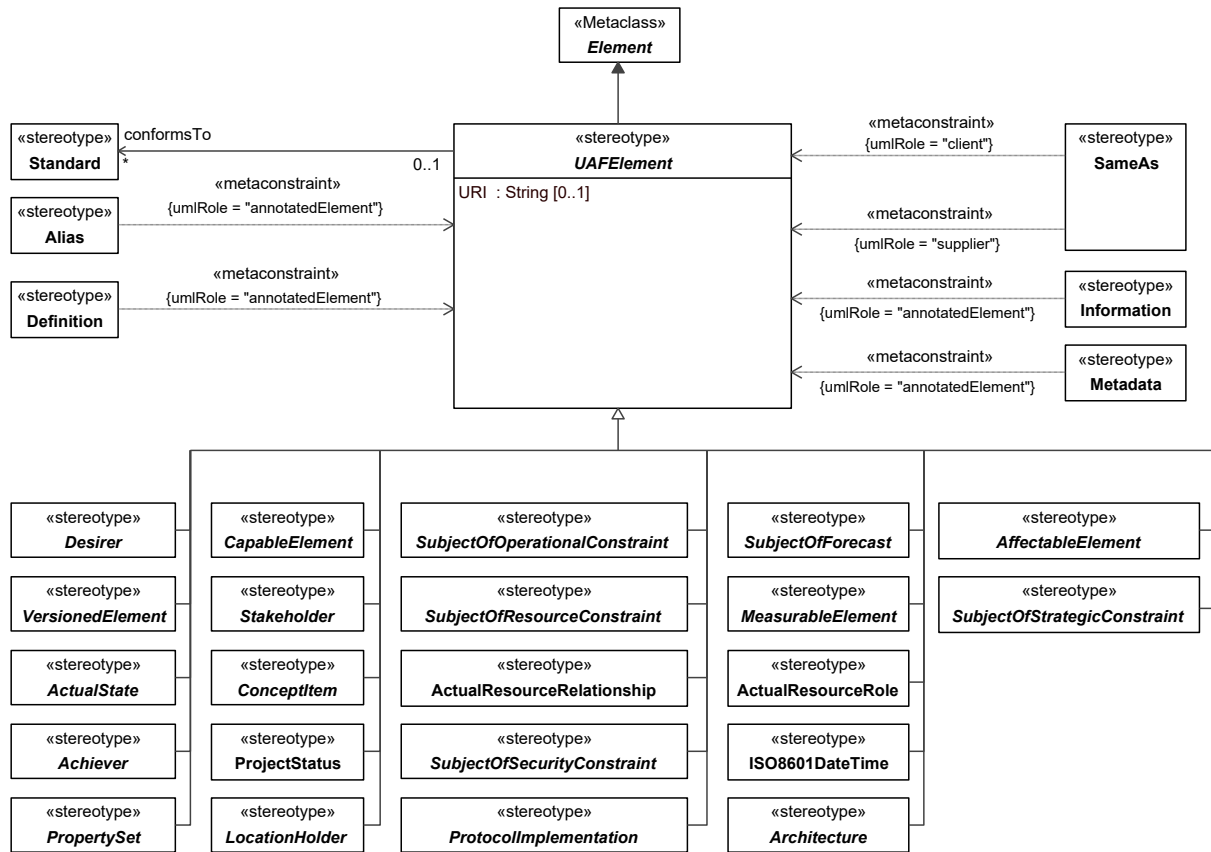 «Metaclass»
Element
«stereotype»
Standard
conformsTo
*
0..1
«stereotype»
UAFElement
URI : String [0..1]
«metaconstraint»
{umlRole = "client"}
«stereotype»
SameAs
«metaconstraint»
{umlRole = "annotatedElement"}
«stereotype»
Alias
«metaconstraint»
{umlRole = "supplier"}
«metaconstraint»
{umlRole = "annotatedElement"}
«stereotype»
Definition
«metaconstraint»
{umlRole = "annotatedElement"}
«stereotype»
Information
«metaconstraint»
{umlRole = "annotatedElement"}
«stereotype»
Metadata
«stereotype»
Desirer
«stereotype»
CapableElement
«stereotype»
SubjectOfOperationalConstraint
«stereotype»
SubjectOfForecast
«stereotype»
AffectableElement
«stereotype»
VersionedElement
«stereotype»
Stakeholder
«stereotype»
SubjectOfResourceConstraint
«stereotype»
MeasurableElement
«stereotype»
SubjectOfStrategicConstraint
«stereotype»
ActualState
«stereotype»
ConceptItem
«stereotype»
ActualResourceRelationship
«stereotype»
ActualResourceRole
«stereotype»
Achiever
«stereotype»
ProjectStatus
«stereotype»
SubjectOfSecurityConstraint
«stereotype»
ISO8601DateTime
«stereotype»
PropertySet
«stereotype»
LocationHolder
«stereotype»
ProtocolImplementation
«stereotype»
Architecture